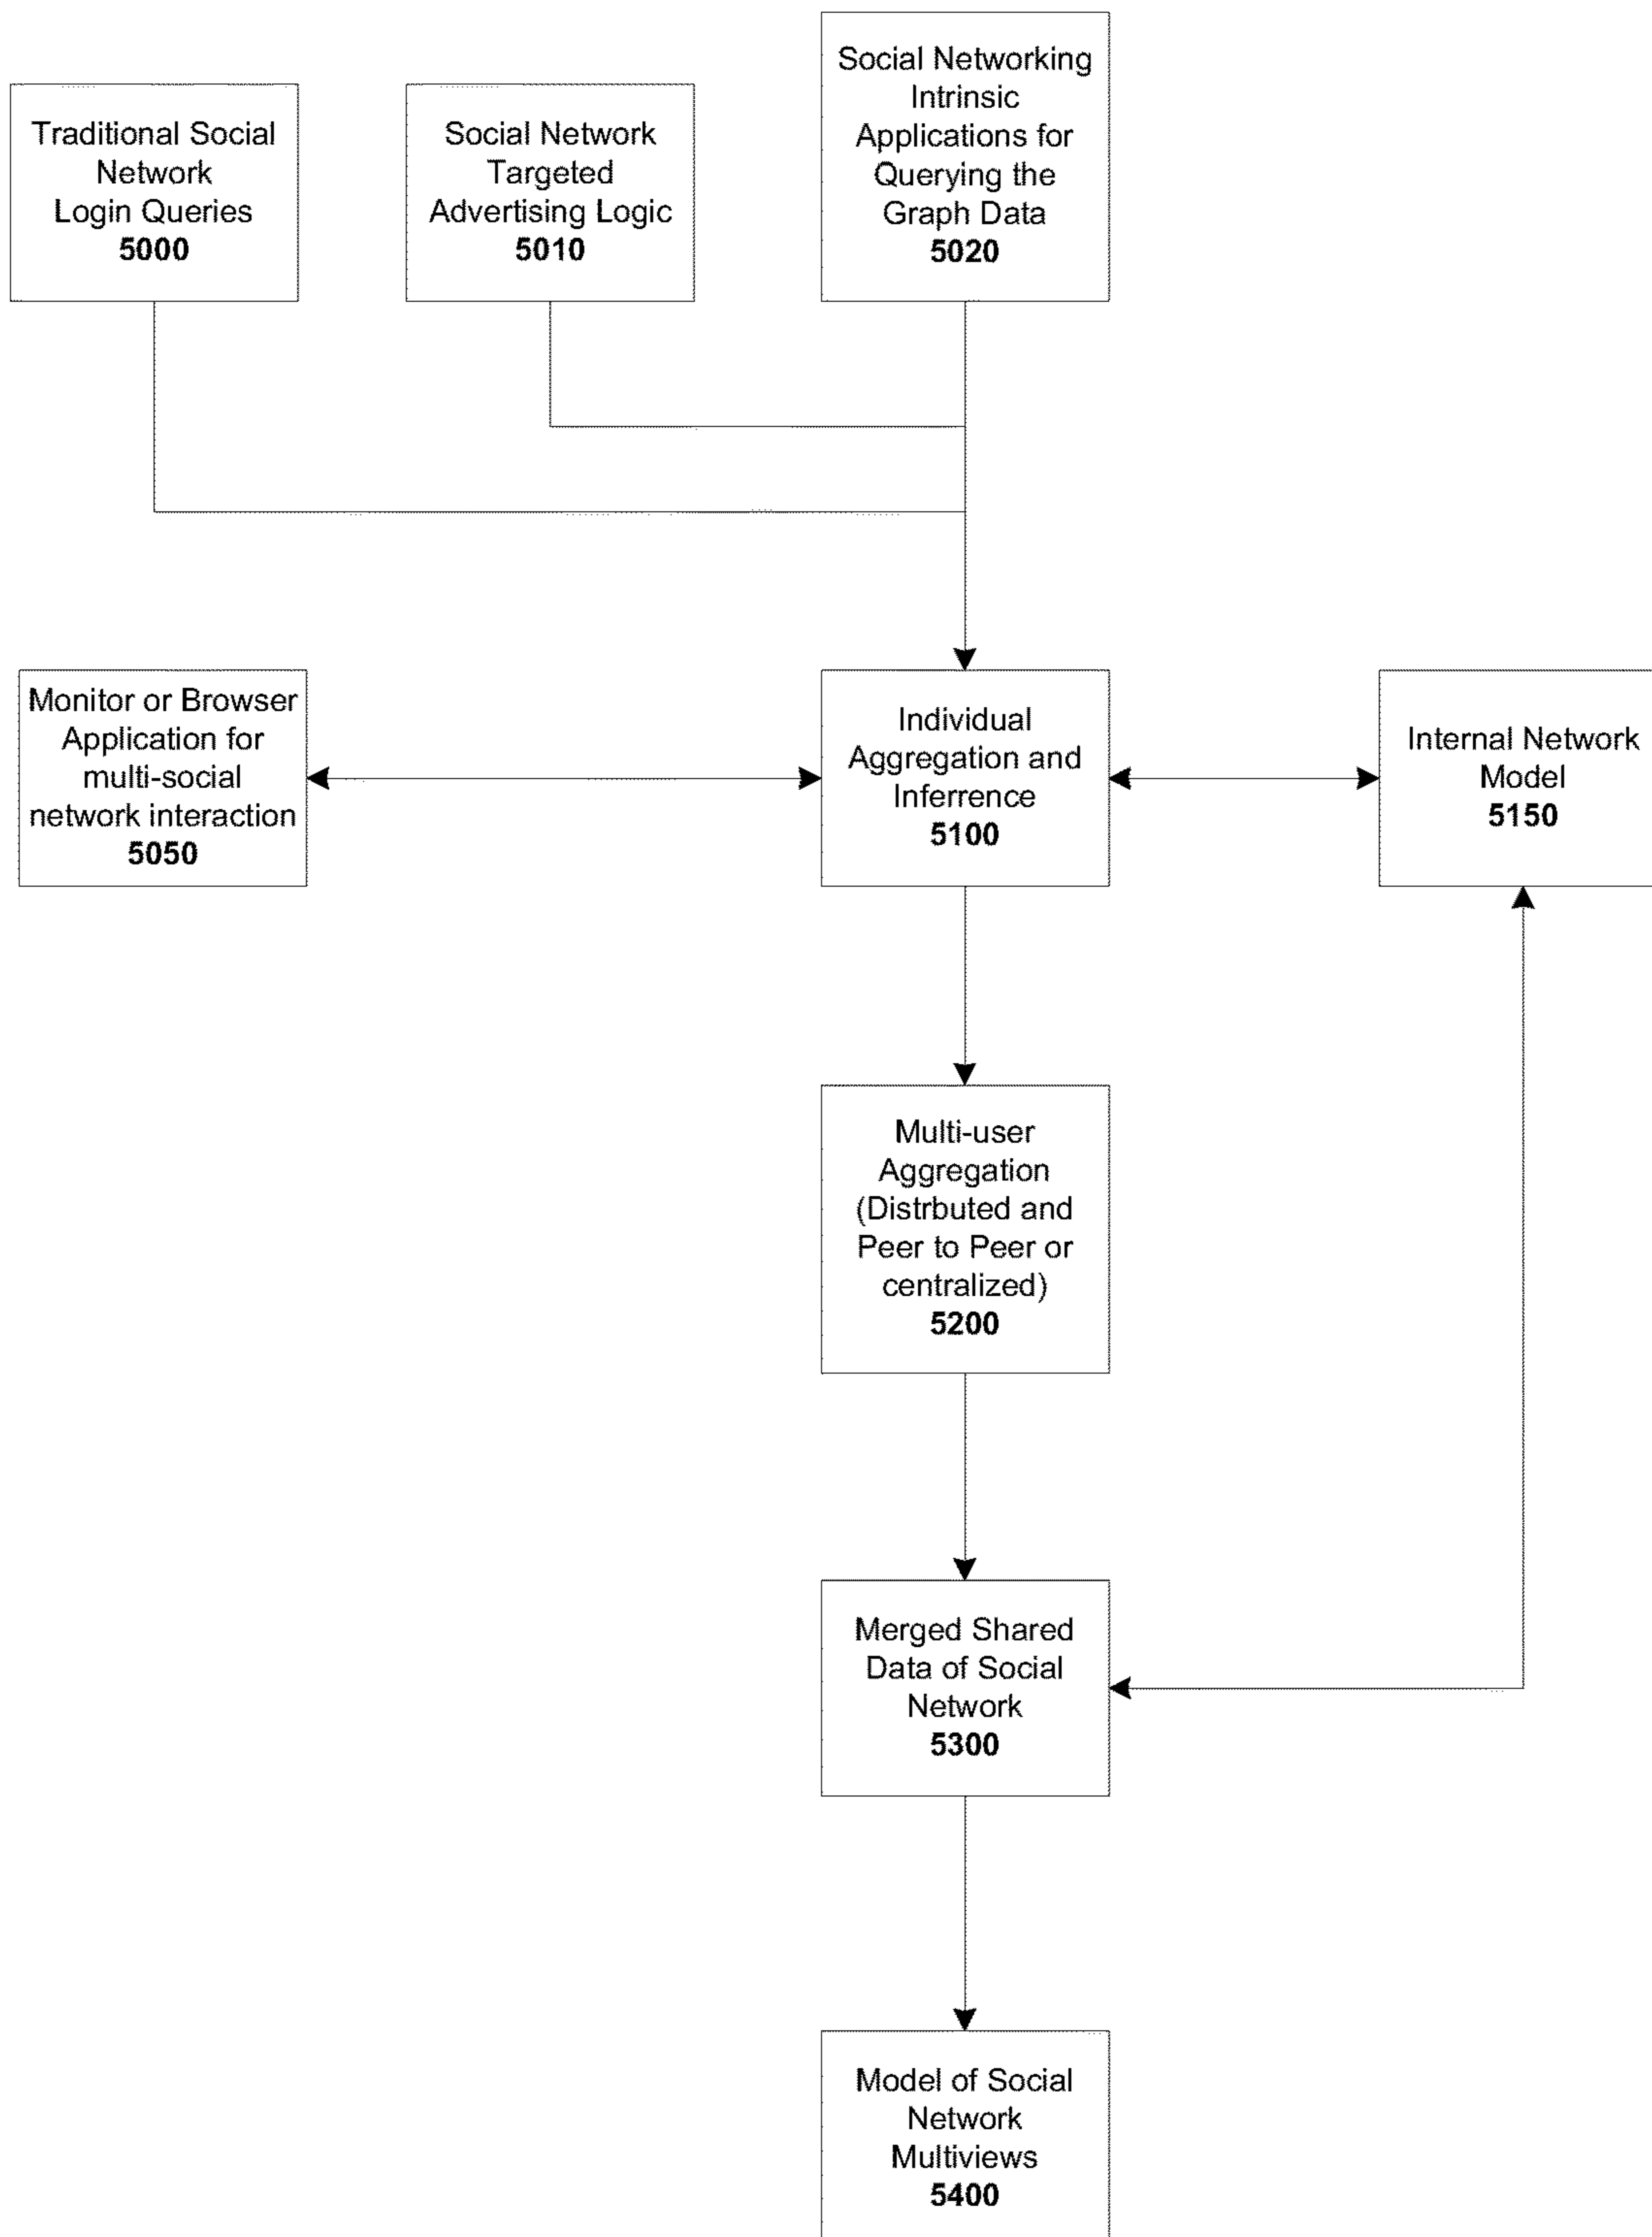 Traditional Social
Network
Login Queries
5000
Social Network
Targeted
Advertising Logic
5010
Social Networking
Intrinsic
Applications for
Querying the
Graph Data
5020
Monitor or Browser
Application for
multi-social
network interaction
5050
Individual
Aggregation and
Inferrence
5100
Internal Network
Model
5150
Multi-user
Aggregation
(Distrbuted and
Peer to Peer or
centralized)
5200
Merged Shared
Data of Social
Network
5300
Model of Social
Network
Multiviews
5400